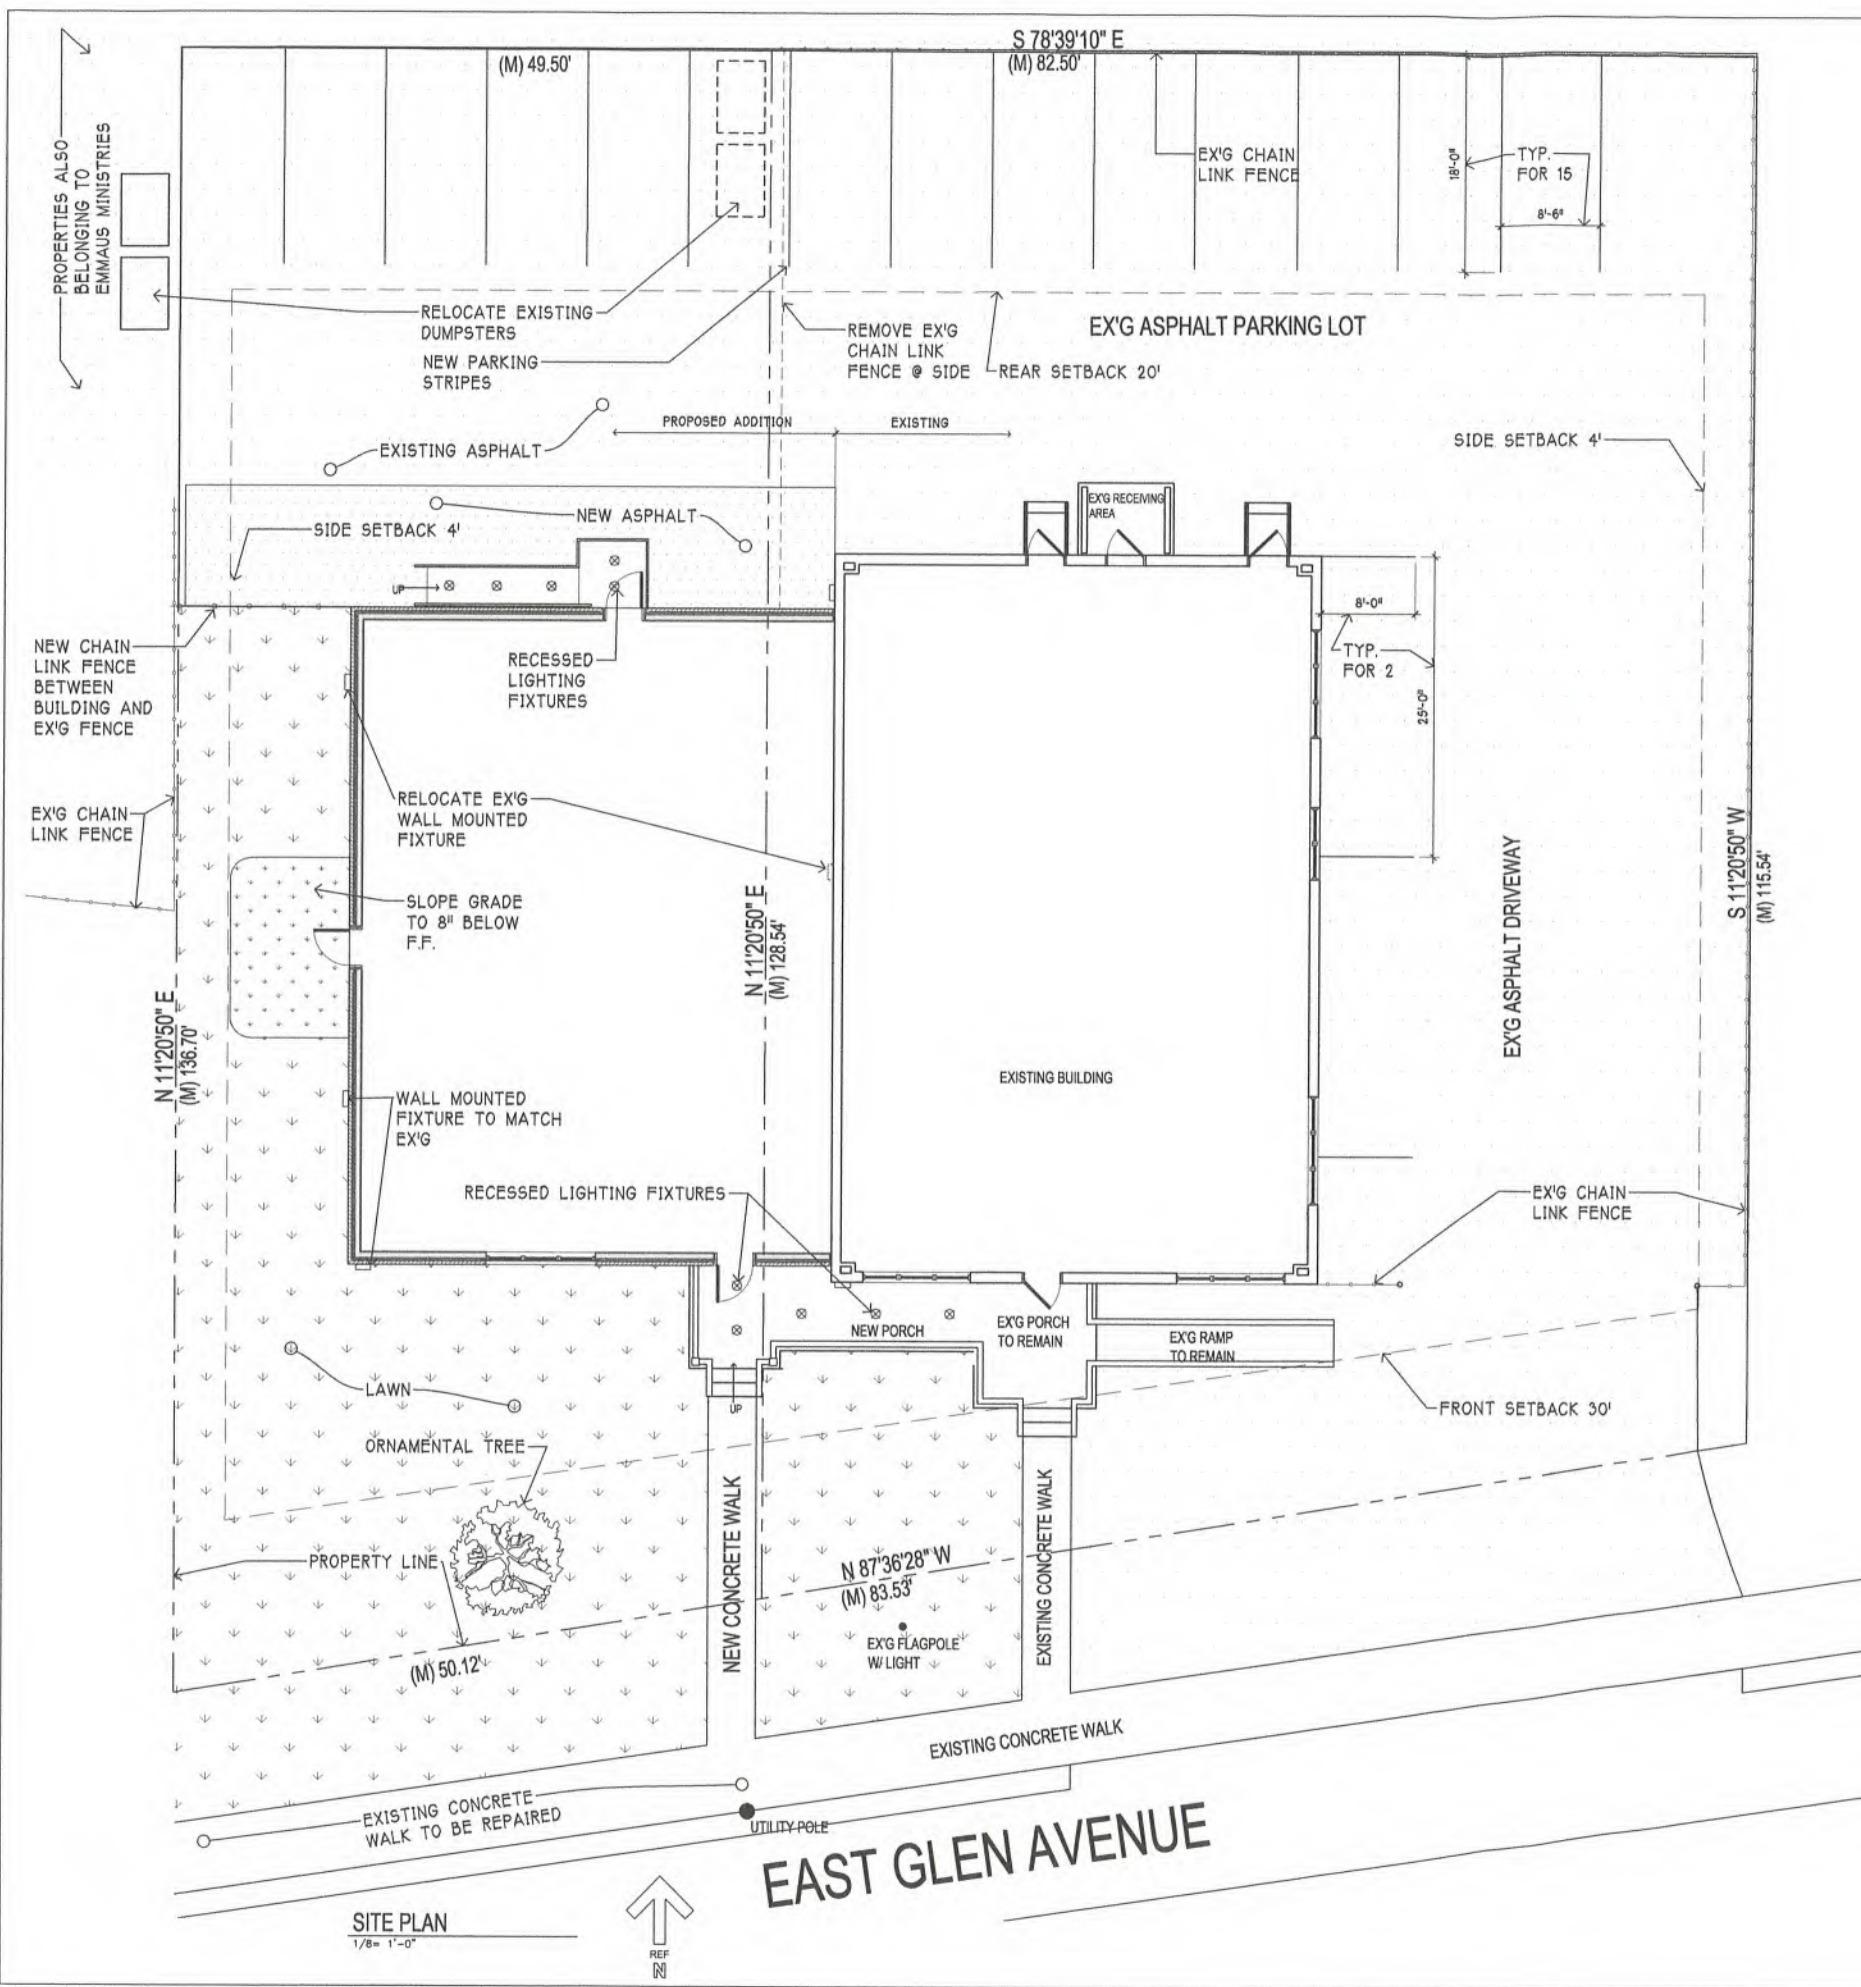 S 78'39'10" E
(M) 49.50'
(M) 82.50'
PROPERTIES ALSO
BELONGING TO
EMMAUS MINISTRIES
EX'G CHAIN
LINK FENCE
18'-0"
TYP.
FOR 15
8'-6"
RELOCATE EXISTING
DUMPSTERS
NEW PARKING
STRIPES
REMOVE EX'G
CHAIN LINK
FENCE @ SIDE
REAR SETBACK 20'
EX'G ASPHALT PARKING LOT
PROPOSED ADDITION
EXISTING
EXISTING ASPHALT
SIDE SETBACK 4'
NEW ASPHALT
SIDE SETBACK 4'
EX'G RECEIVING
AREA
UP
8'-0"
TYP.
FOR 2
25'-0"
NEW CHAIN
LINK FENCE
BETWEEN
BUILDING AND
EX'G FENCE
RECESSED
LIGHTING
FIXTURES
EX'G CHAIN
LINK FENCE
RELOCATE EX'G
WALL MOUNTED
FIXTURE
SLOPE GRADE
TO 8" BELOW
F.F.
N 11'20'50" E
(M) 128.54'
EX'G ASPHALT DRIVEWAY
S 11'20'50" W
(M) 115.54'
N 11'20'50" E
(M) 136.70'
EXISTING BUILDING
WALL MOUNTED
FIXTURE TO MATCH
EX'G
RECESSED LIGHTING FIXTURES
EX'G CHAIN
LINK FENCE
NEW PORCH
EX'G PORCH
TO REMAIN
EX'G RAMP
TO REMAIN
LAWN
UP
FRONT SETBACK 30'
ORNAMENTAL TREE
NEW CONCRETE WALK
EXISTING CONCRETE WALK
PROPERTY LINE
N 87'36'28" W
(M) 83.53'
EX'G FLAGPOLE
W/ LIGHT
(M) 50.12'
EXISTING CONCRETE WALK
EXISTING CONCRETE
WALK TO BE REPAIRED
UTILITY POLE
EAST GLEN AVENUE
SITE PLAN
1/8= 1'-0"
REF
N